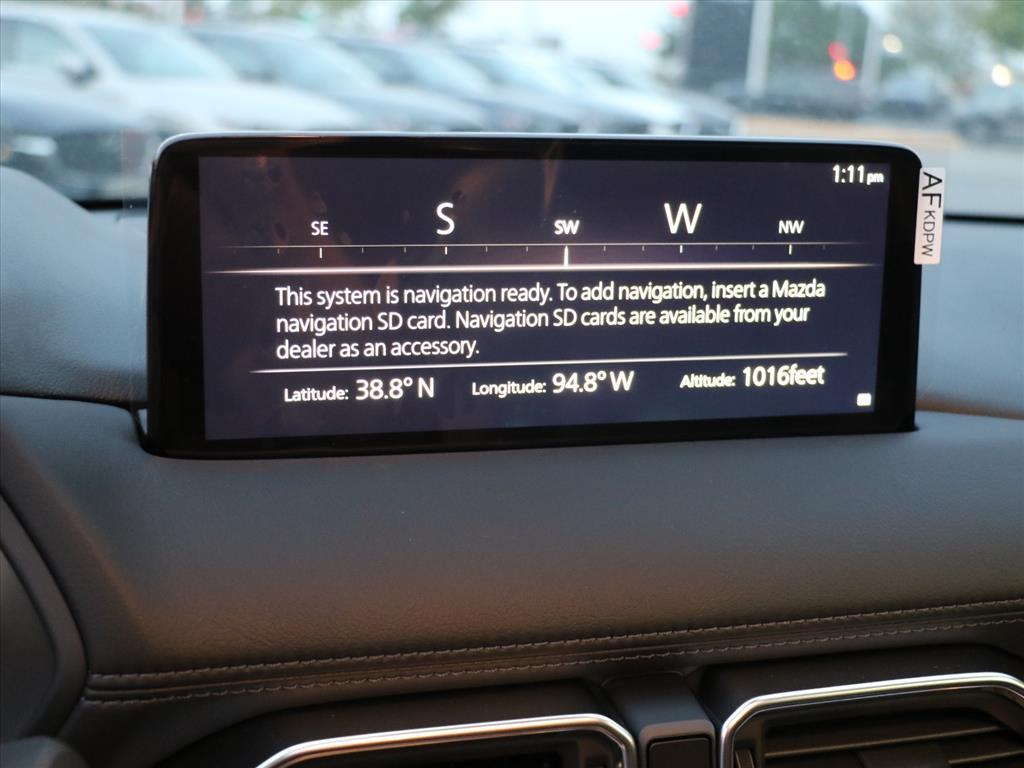 1:11pm
SE S SW W NW
This system is navigation ready. To add navigation, insert a Mazda
navigation SD card. Navigation SD cards are available from your
dealer as an accessory.
Latitude: 38.8° N Longitude: 94.8° W Altitude: 1016feet
AF
KDPW